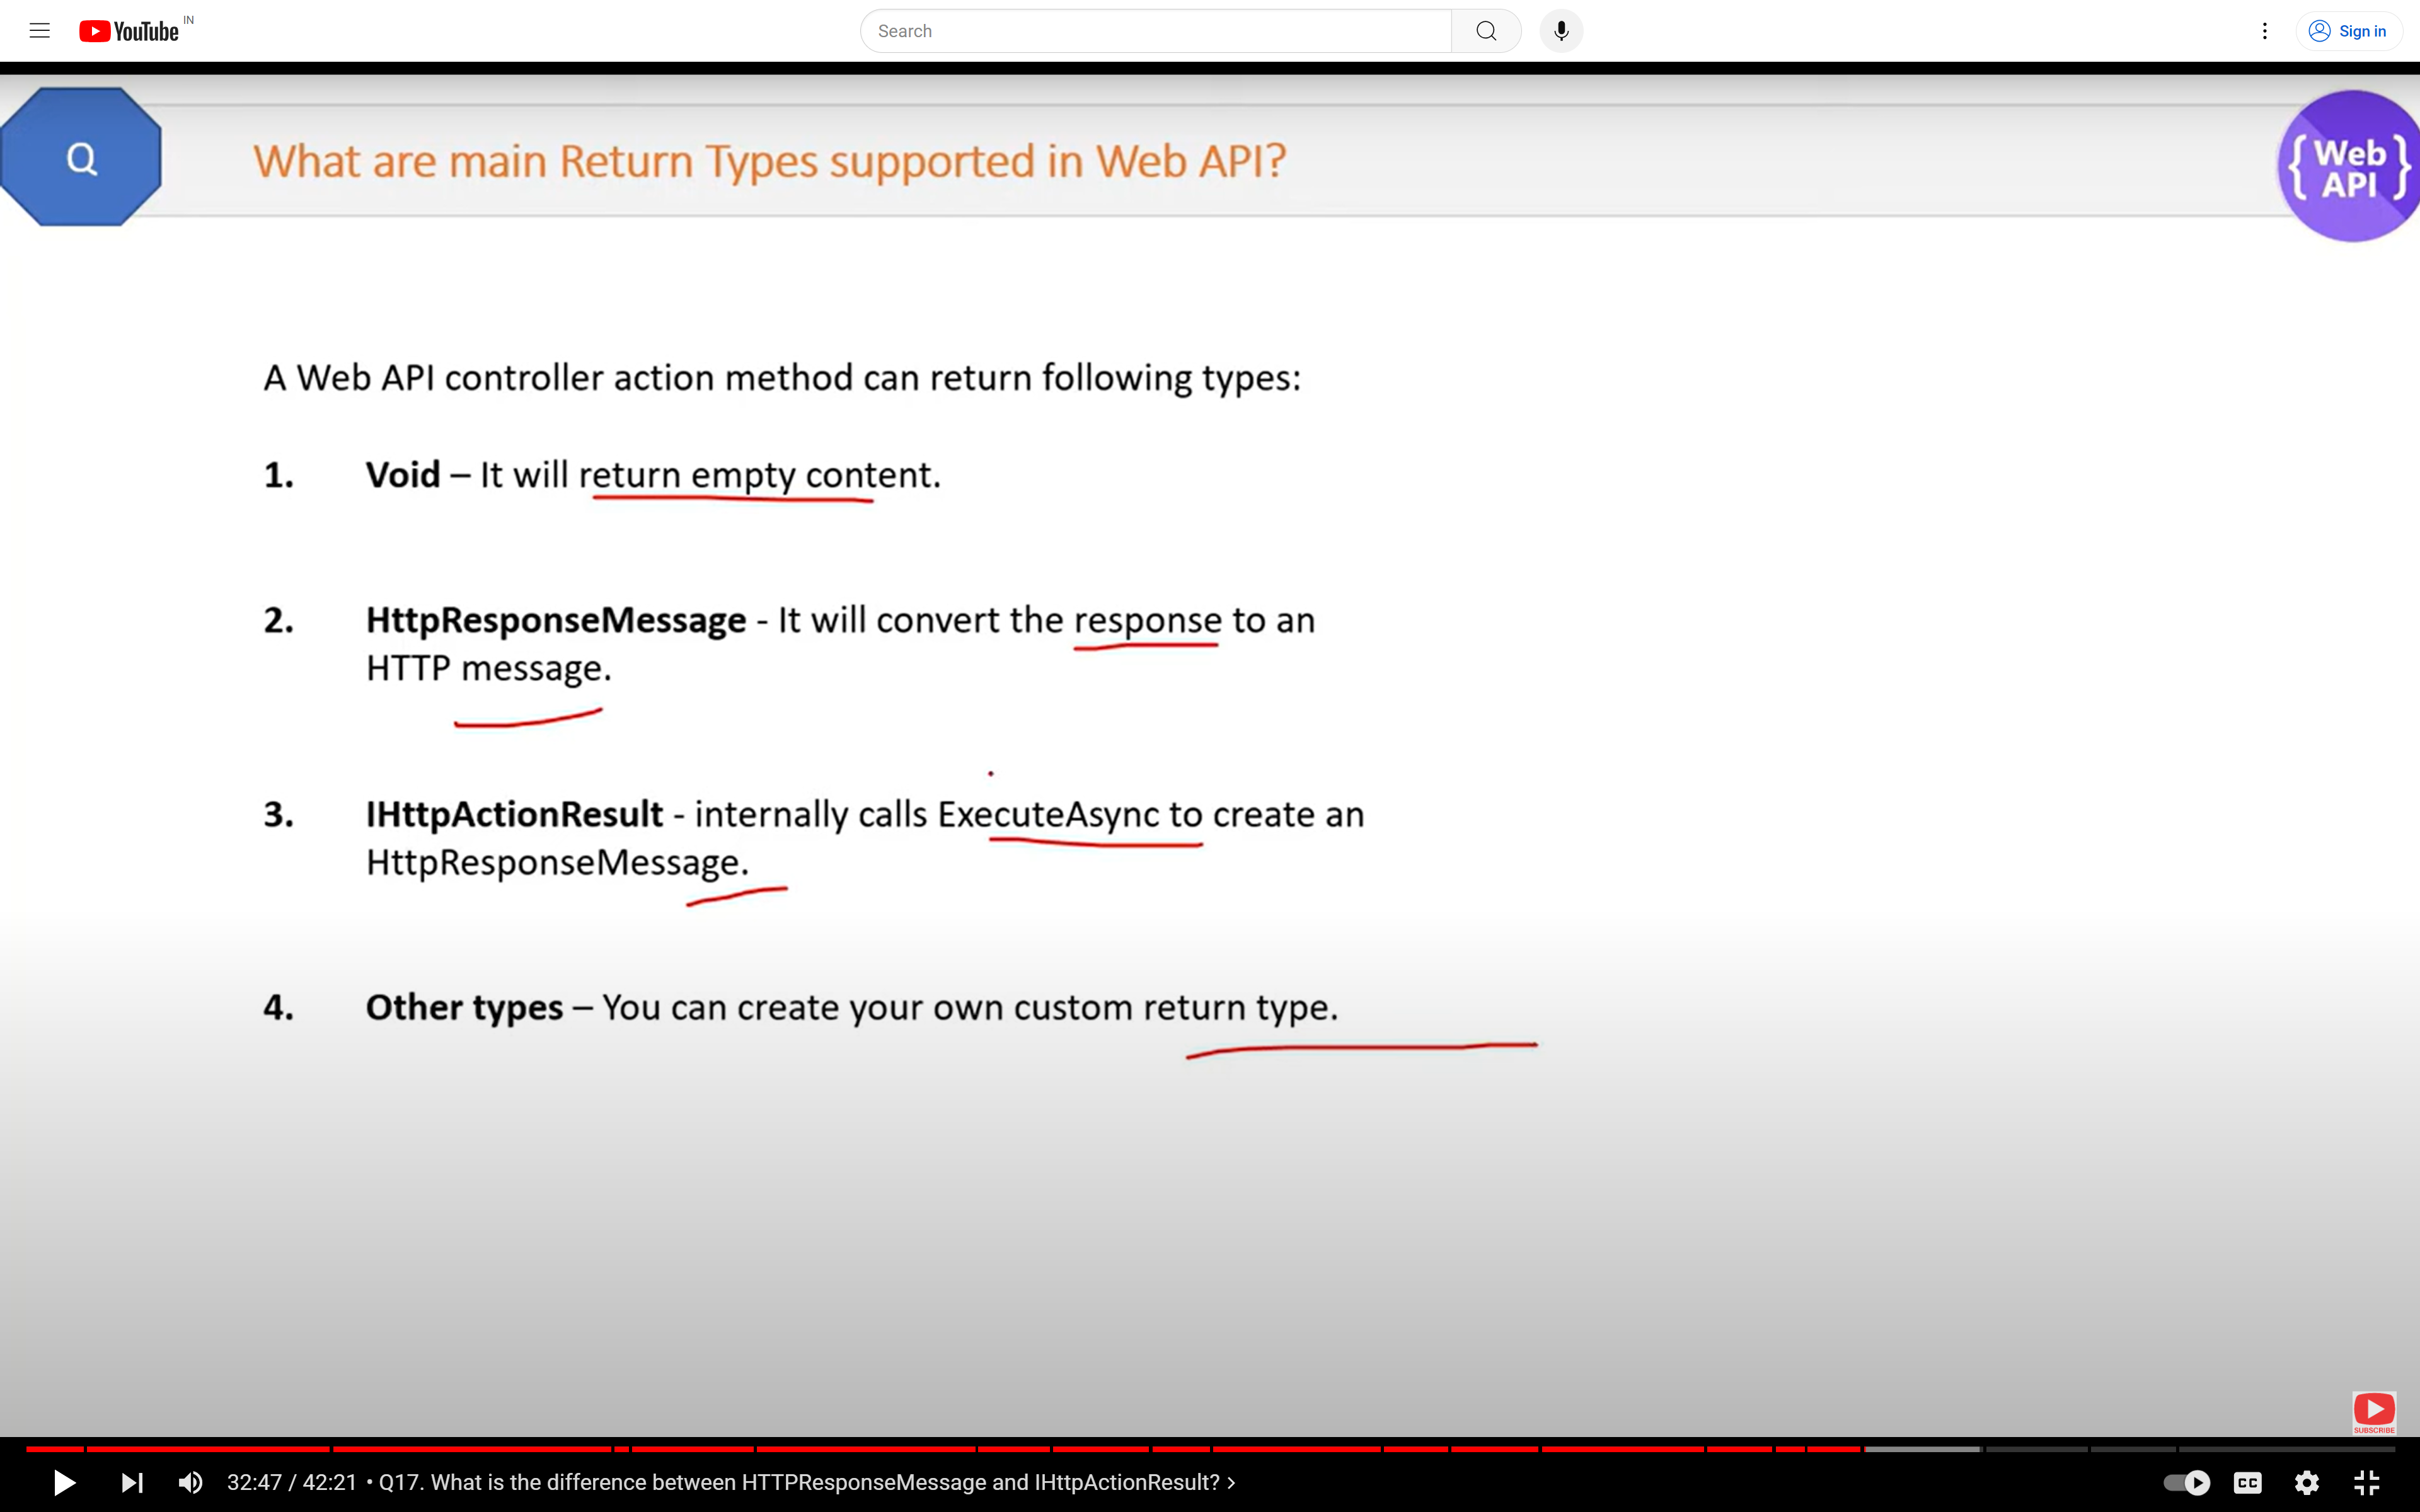 YouTube IN
Search
Sign in
Q
What are main Return Types supported in Web API?
{ Web API }
A Web API controller action method can return following types:
1. Void – It will return empty content.
2. HttpResponseMessage - It will convert the response to an
HTTP message.
3. IHttpActionResult - internally calls ExecuteAsync to create an
HttpResponseMessage.
4. Other types – You can create your own custom return type.
SUBSCRIBE
32:47 / 42:21 • Q17. What is the difference between HTTPResponseMessage and IHttpActionResult? >
CC